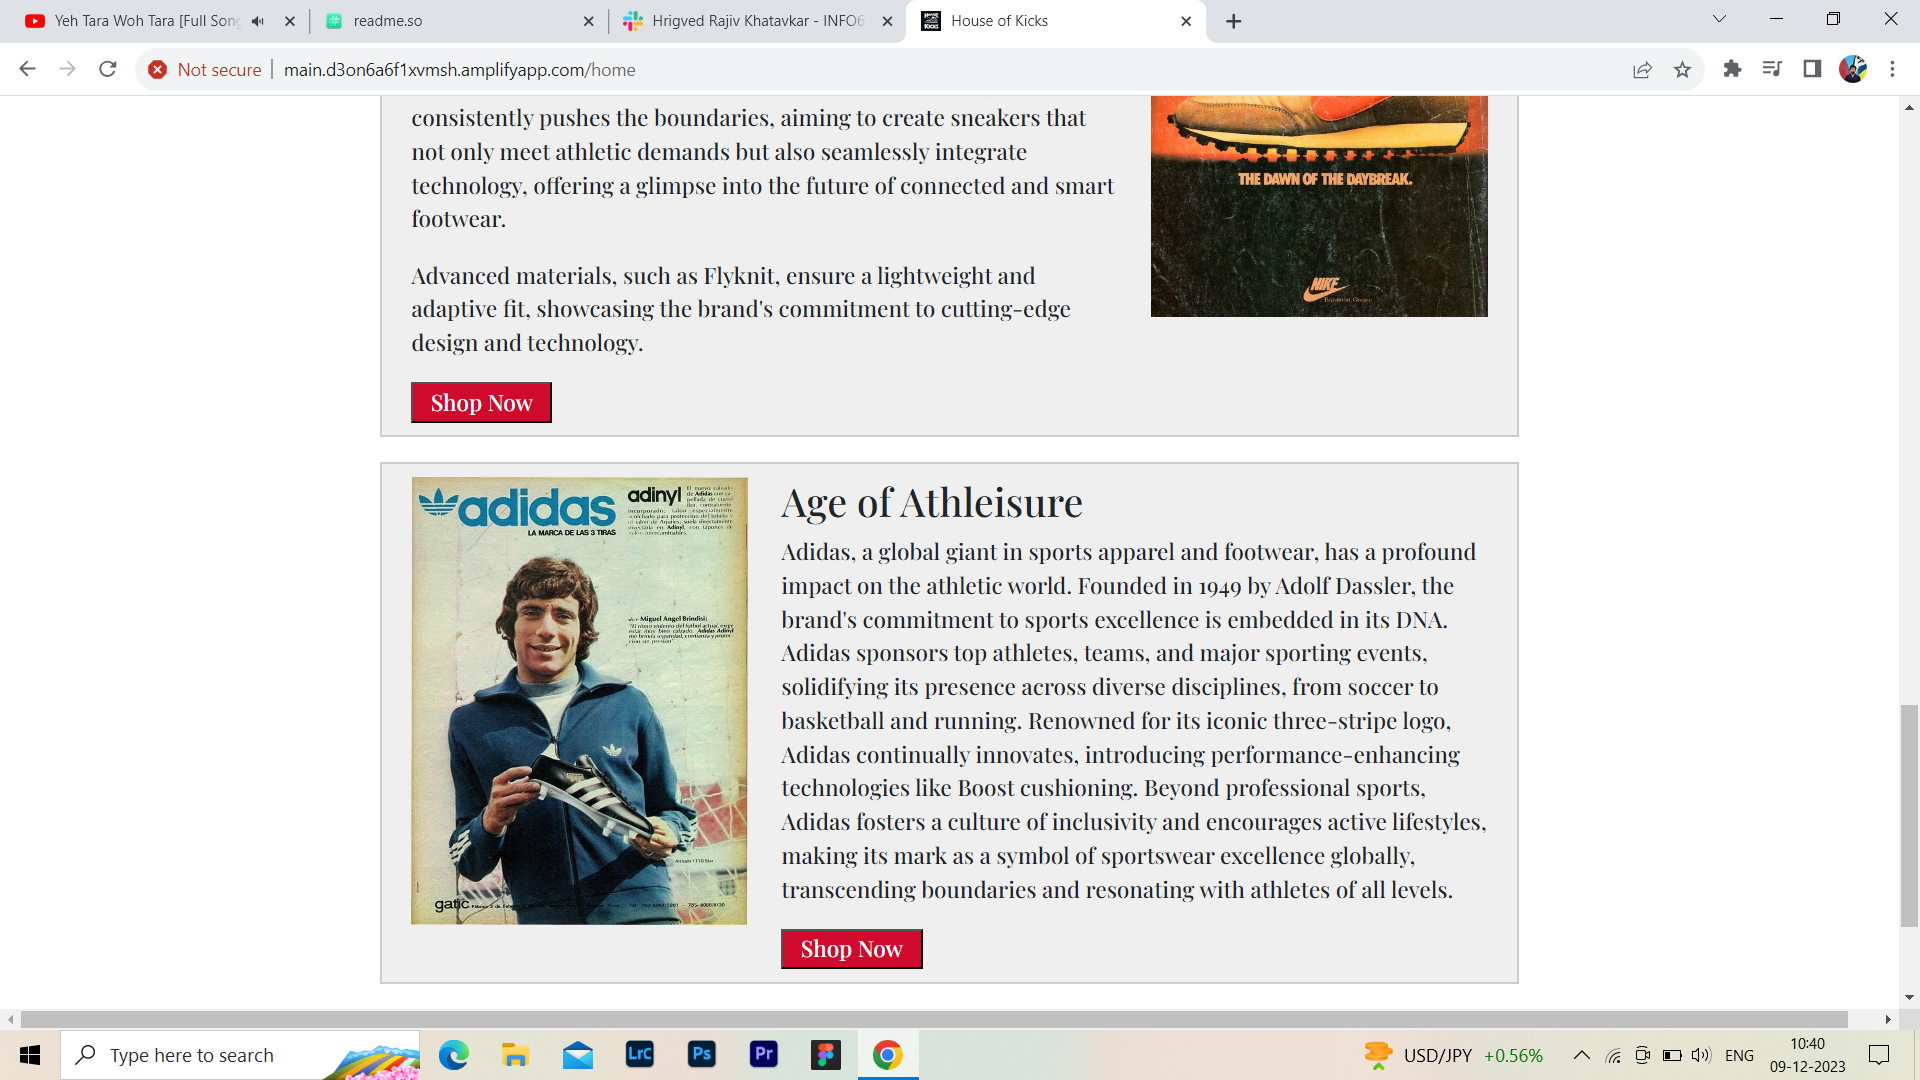 Yeh Tara Woh Tara [Full Song
readme.so
Hrigved Rajiv Khatavkar - INFO6
House of Kicks
Not secure
main.d3on6a6f1xvmsh.amplifyapp.com/home
consistently pushes the boundaries, aiming to create sneakers that
not only meet athletic demands but also seamlessly integrate
technology, offering a glimpse into the future of connected and smart
footwear.
Advanced materials, such as Flyknit, ensure a lightweight and
adaptive fit, showcasing the brand's commitment to cutting-edge
design and technology.
Shop Now
THE DAWN OF THE DAYBREAK.
NIKE
Beaverton, Oregon
adidas
LA MARCA DE LAS 3 TIRAS
adinyl
Miguel Angel Brindisi:
gatic
Age of Athleisure
Adidas, a global giant in sports apparel and footwear, has a profound
impact on the athletic world. Founded in 1949 by Adolf Dassler, the
brand's commitment to sports excellence is embedded in its DNA.
Adidas sponsors top athletes, teams, and major sporting events,
solidifying its presence across diverse disciplines, from soccer to
basketball and running. Renowned for its iconic three-stripe logo,
Adidas continually innovates, introducing performance-enhancing
technologies like Boost cushioning. Beyond professional sports,
Adidas fosters a culture of inclusivity and encourages active lifestyles,
making its mark as a symbol of sportswear excellence globally,
transcending boundaries and resonating with athletes of all levels.
Shop Now
Type here to search
LrC
Ps
Pr
USD/JPY +0.56%
ENG
10:40
09-12-2023